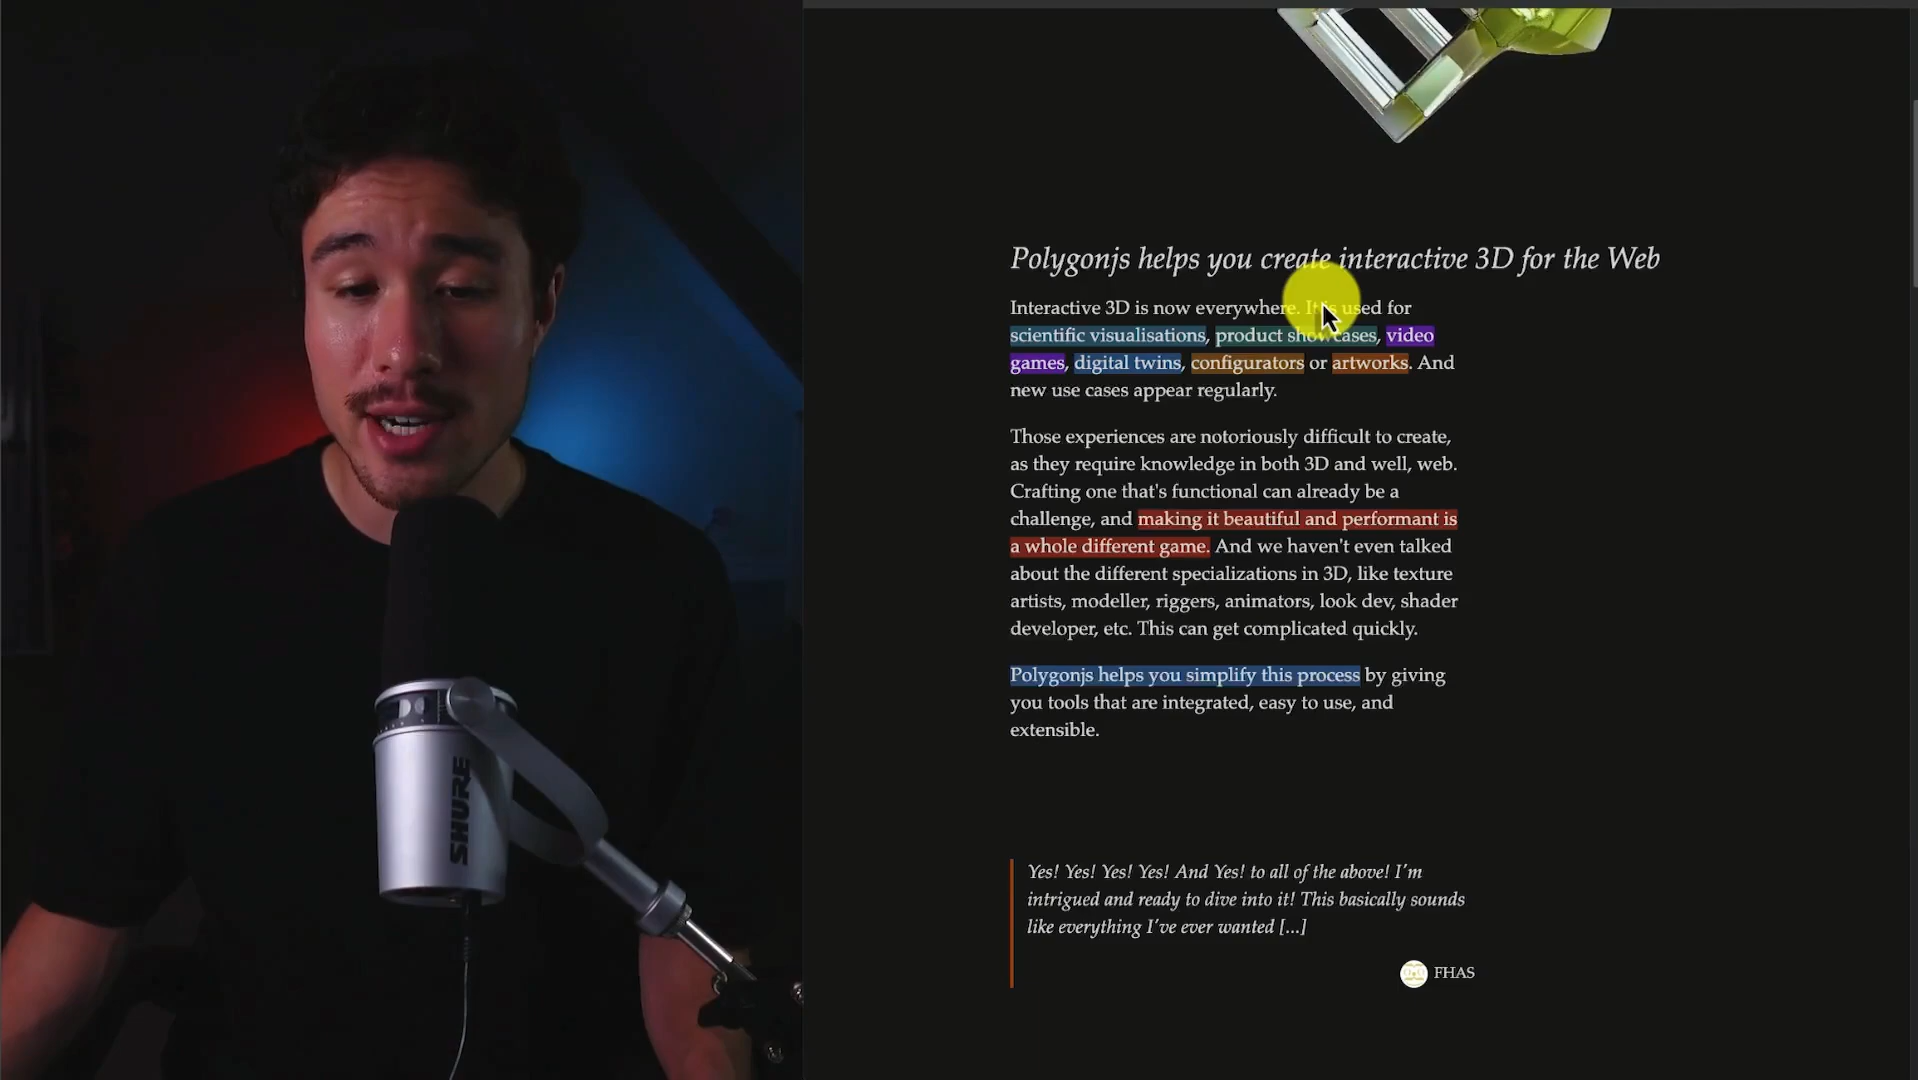 SHURE
Polygonjs helps you create interactive 3D for the Web
Interactive 3D is now everywhere. It is used for
scientific visualisations, product showcases, video
games, digital twins, configurators or artworks. And
new use cases appear regularly.
Those experiences are notoriously difficult to create,
as they require knowledge in both 3D and well, web.
Crafting one that's functional can already be a
challenge, and making it beautiful and performant is
a whole different game. And we haven't even talked
about the different specializations in 3D, like texture
artists, modeller, riggers, animators, look dev, shader
developer, etc. This can get complicated quickly.
Polygonjs helps you simplify this process by giving
you tools that are integrated, easy to use, and
extensible.
Yes! Yes! Yes! Yes! And Yes! to all of the above! I'm
intrigued and ready to dive into it! This basically sounds
like everything I've ever wanted [...]
FHAS